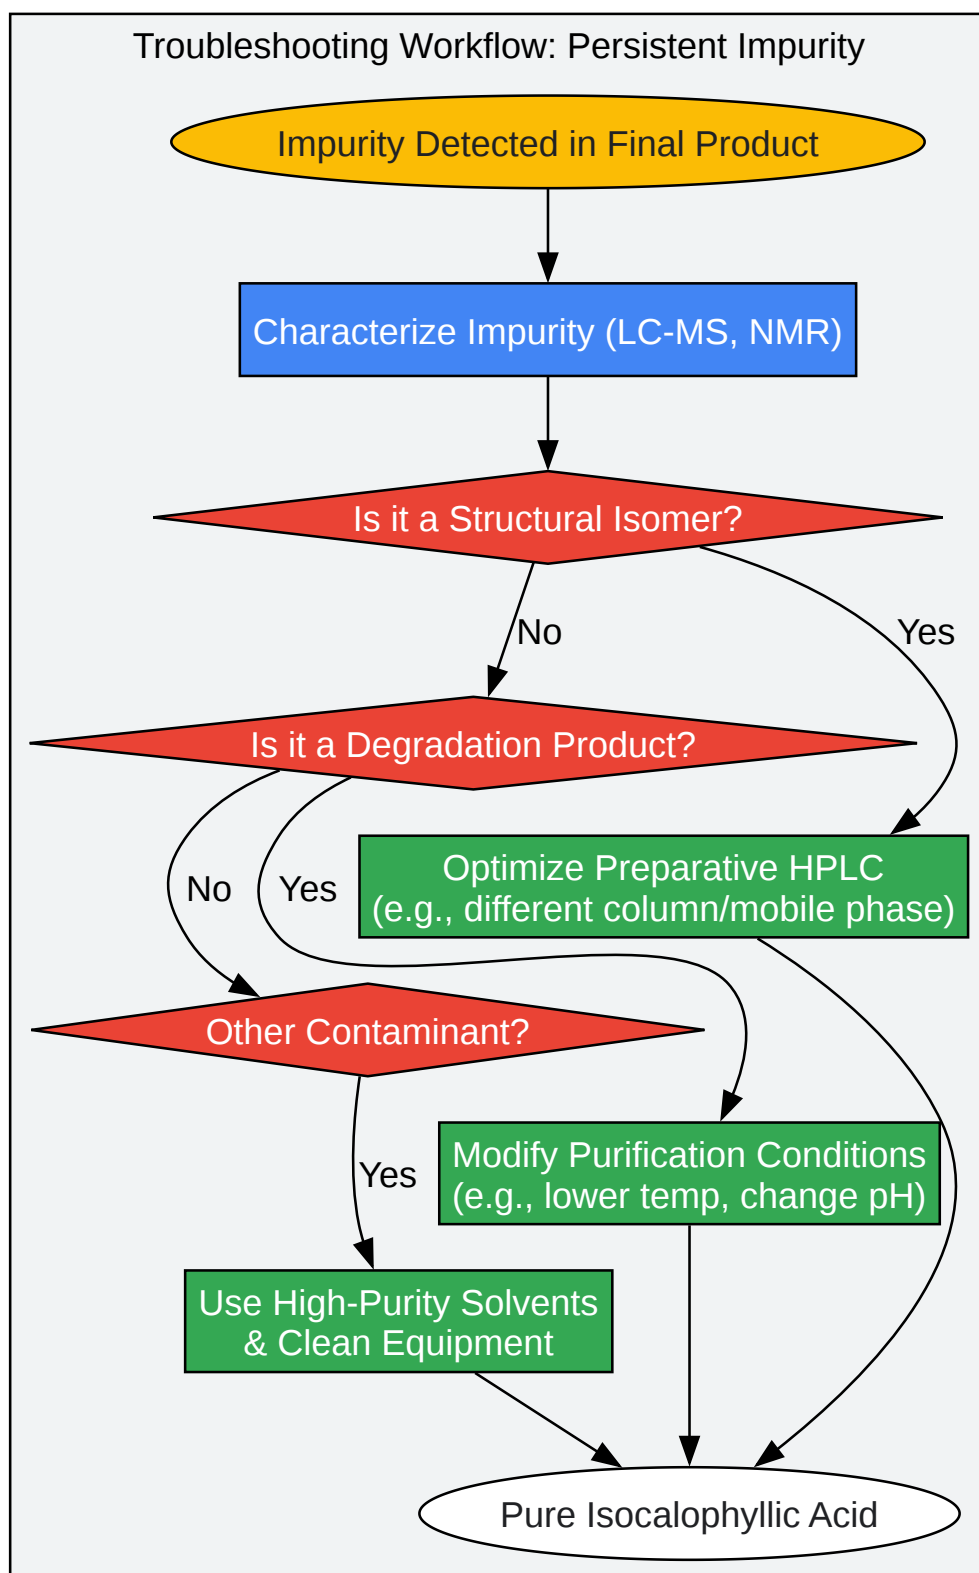 Troubleshooting Workflow: Persistent Impurity
Impurity Detected in Final Product
Characterize Impurity (LC-MS, NMR)
Is it a Structural Isomer?
No
Yes
Is it a Degradation Product?
Optimize Preparative HPLC
(e.g., different column/mobile phase)
No
Yes
Other Contaminant?
Modify Purification Conditions
(e.g., lower temp, change pH)
Yes
Use High-Purity Solvents
& Clean Equipment
Pure Isocalophyllic Acid